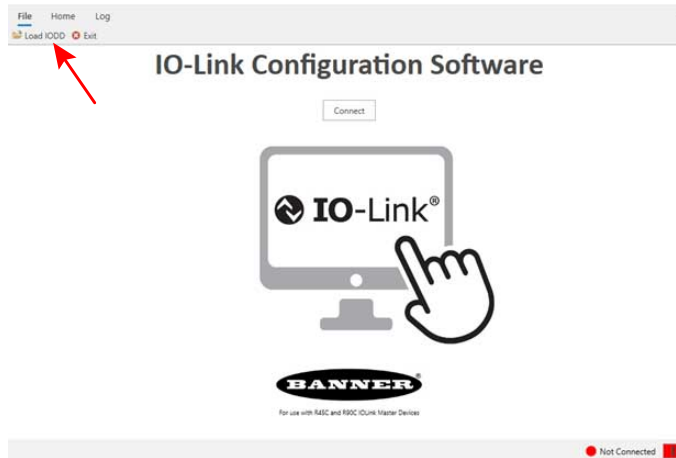 File Home Log
Load IODD Exit
IO-Link Configuration Software
Connect
IO-Link®
BANNER®
For use with R45C and R90C IOLink Master Devices
Not Connected